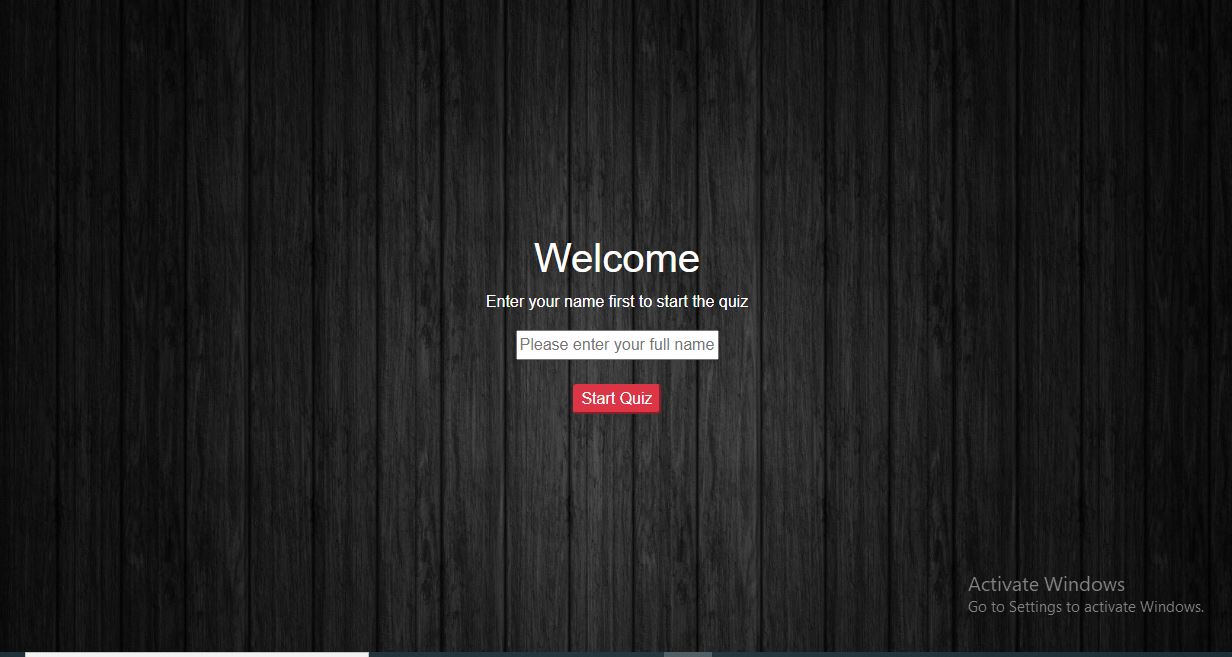 Welcome
Enter your name first to start the quiz
Please enter your full name
Start Quiz
Activate Windows
Go to Settings to activate Windows.